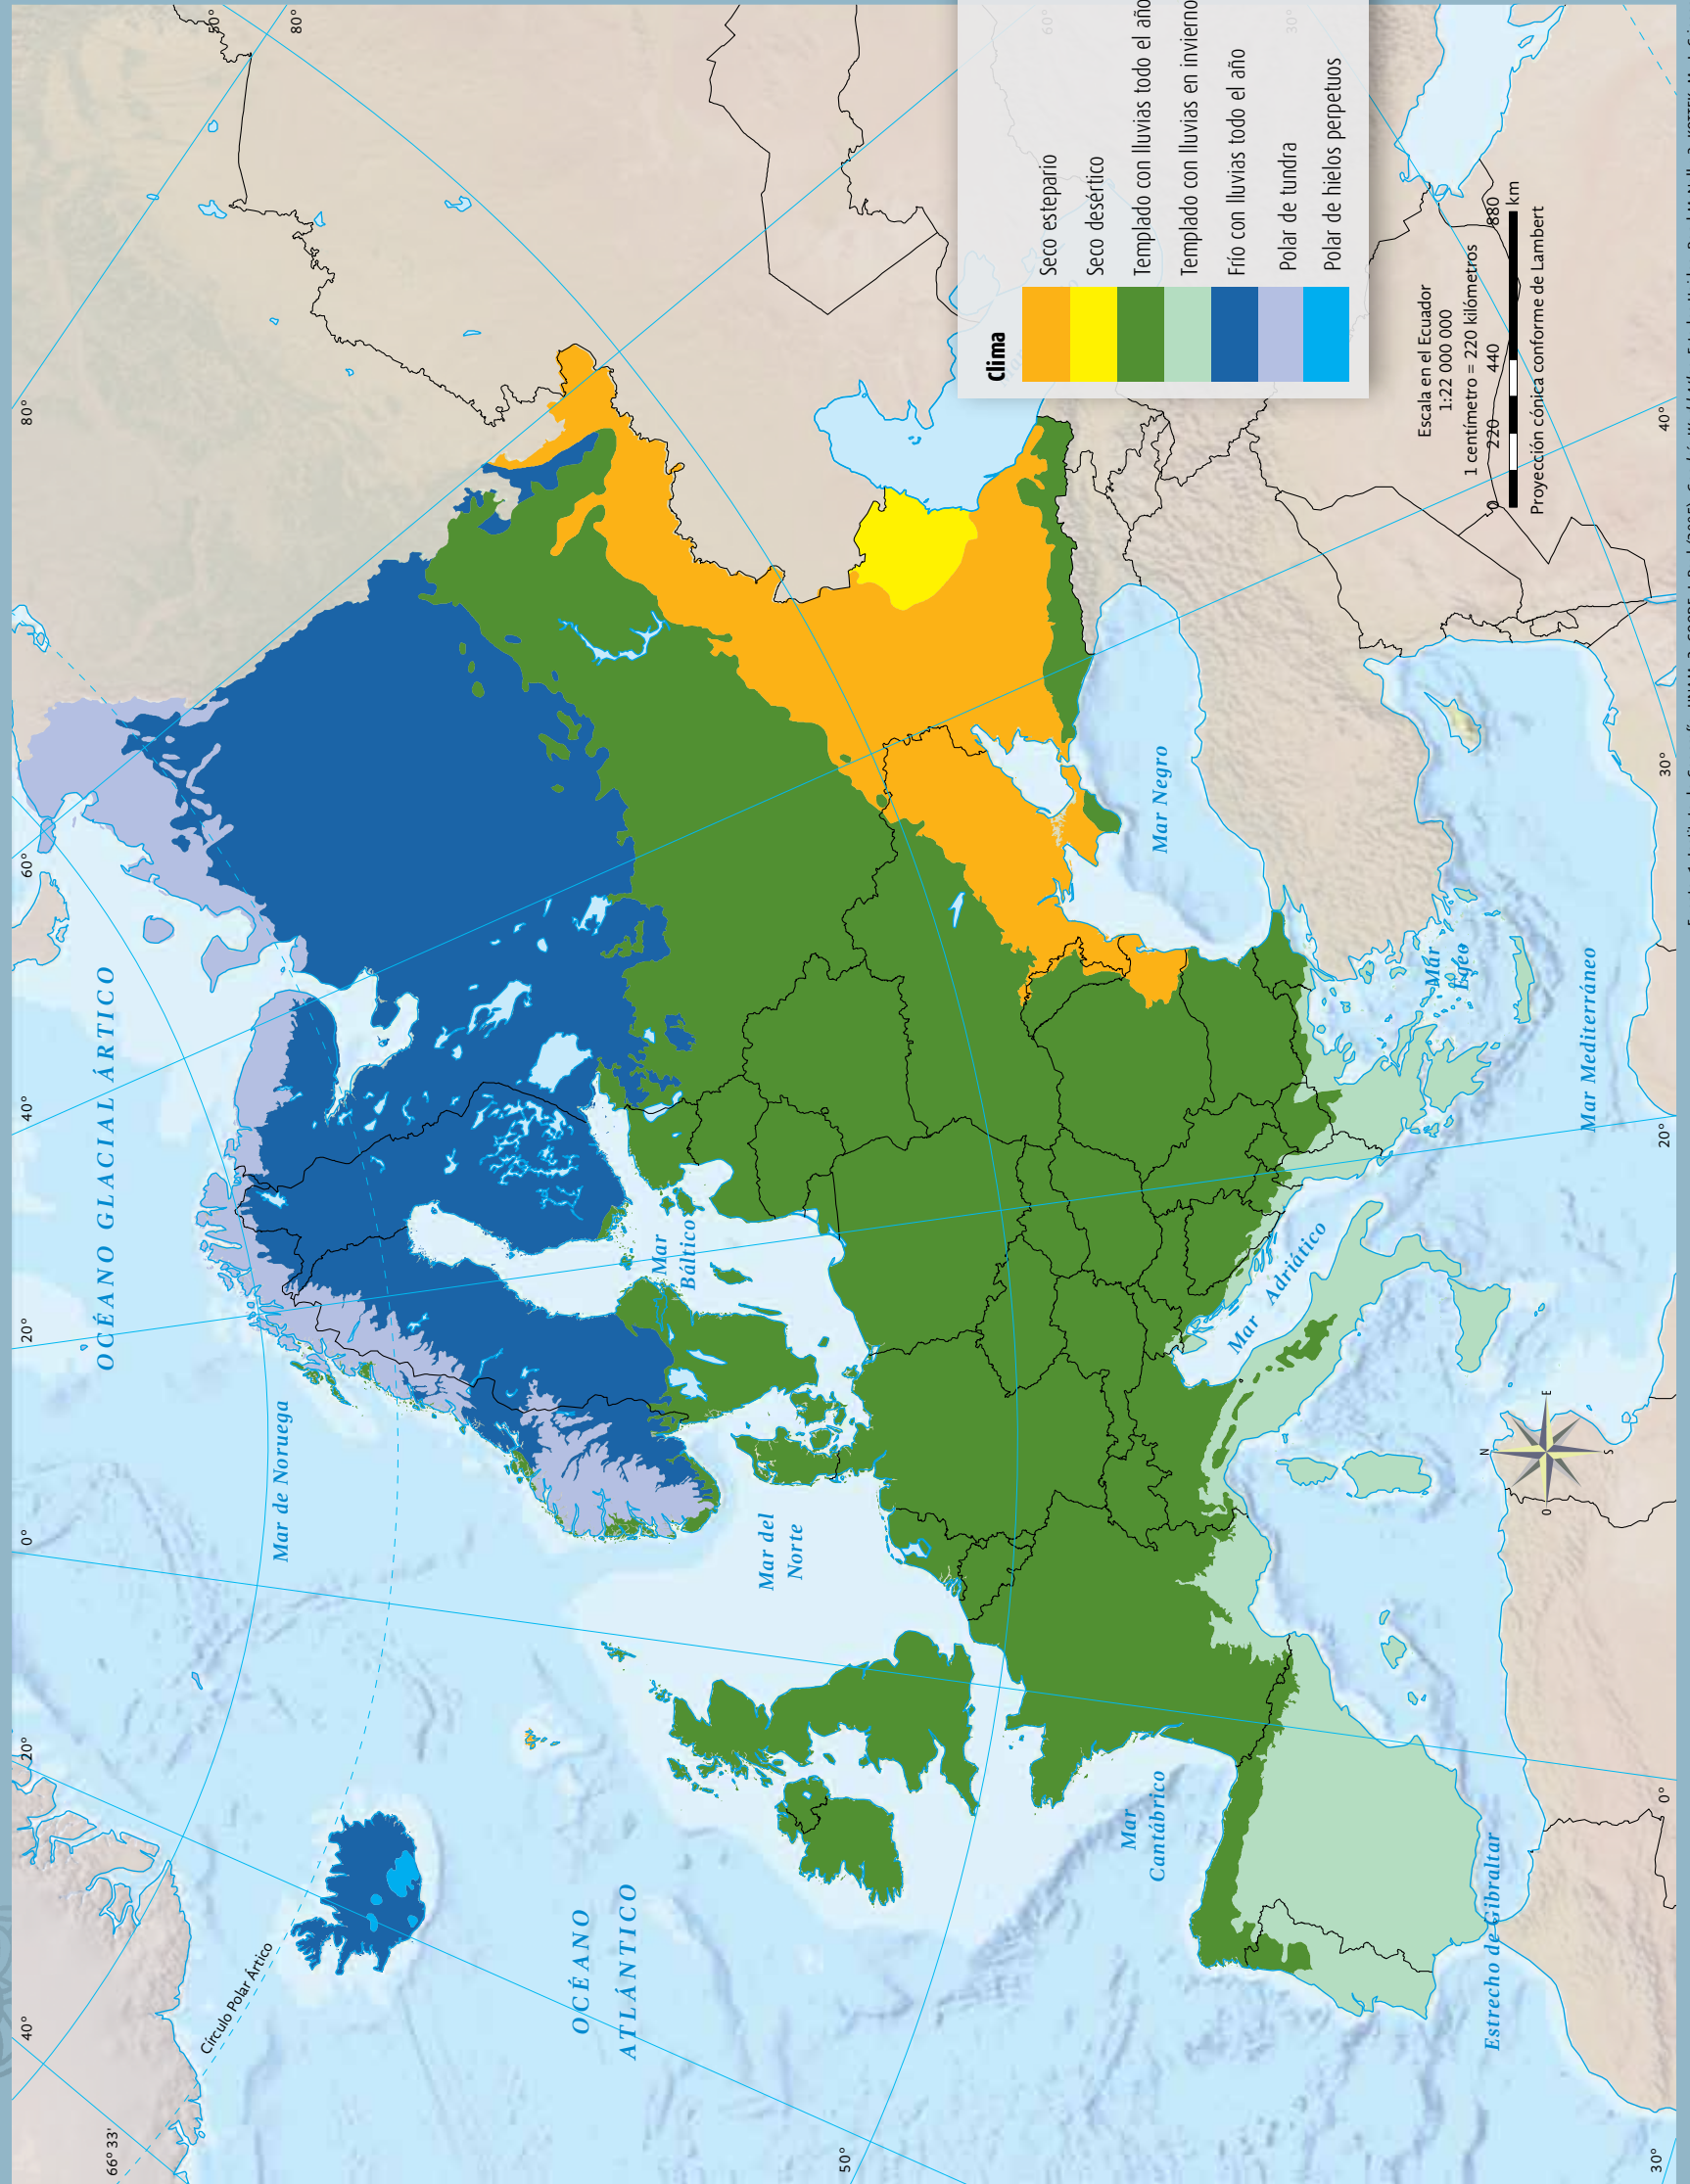 80°
60°
40°
20°
0°
20°
40°
50°
80°
60°
30°
66° 33'
Círculo Polar Ártico
OCÉANO GLACIAL ÁRTICO
Mar de Noruega
OCÉANO
ATLÁNTICO
Mar del
Norte
Mar
Báltico
Mar
Cantábrico
Mar Negro
Mar Adriático
Mar
Egeo
Mar Mediterráneo
Estrecho de Gibraltar
50°
30°
0°
20°
30°
40°
N
S
E
O
Clima
Seco estepario
Seco desértico
Templado con lluvias todo el año
Templado con lluvias en invierno
Frío con lluvias todo el año
Polar de tundra
Polar de hielos perpetuos
Escala en el Ecuador
1:22 000 000
1 centímetro = 220 kilómetros
0 220 440 880
km
Proyección cónica conforme de Lambert